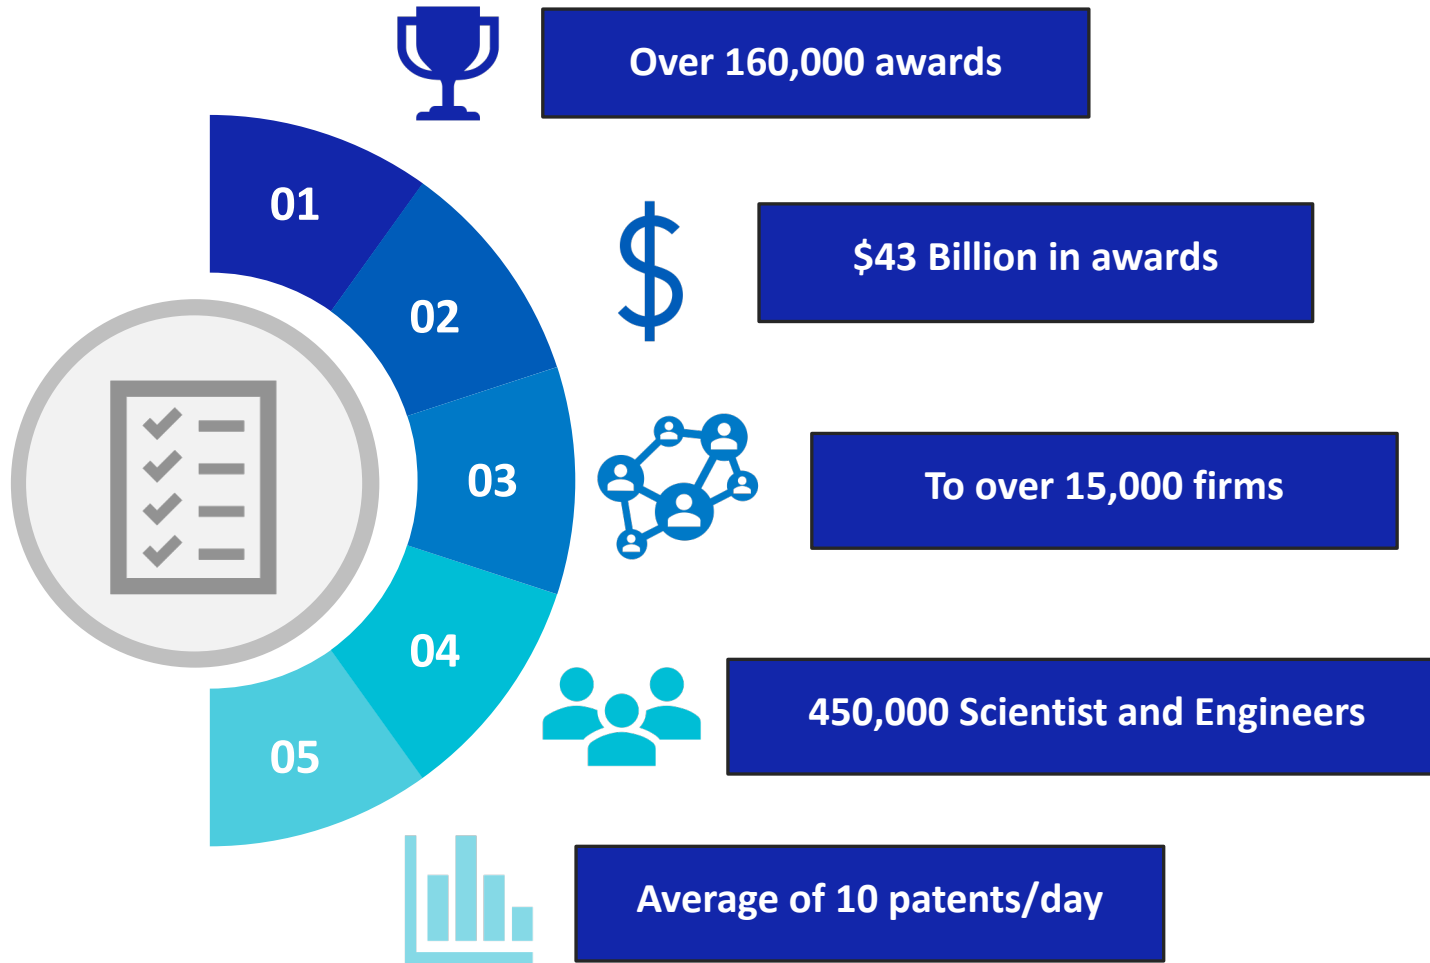 Over 160,000 awards
01
$43 Billion in awards
02
To over 15,000 firms
03
04
450,000 Scientist and Engineers
05
Average of 10 patents/day